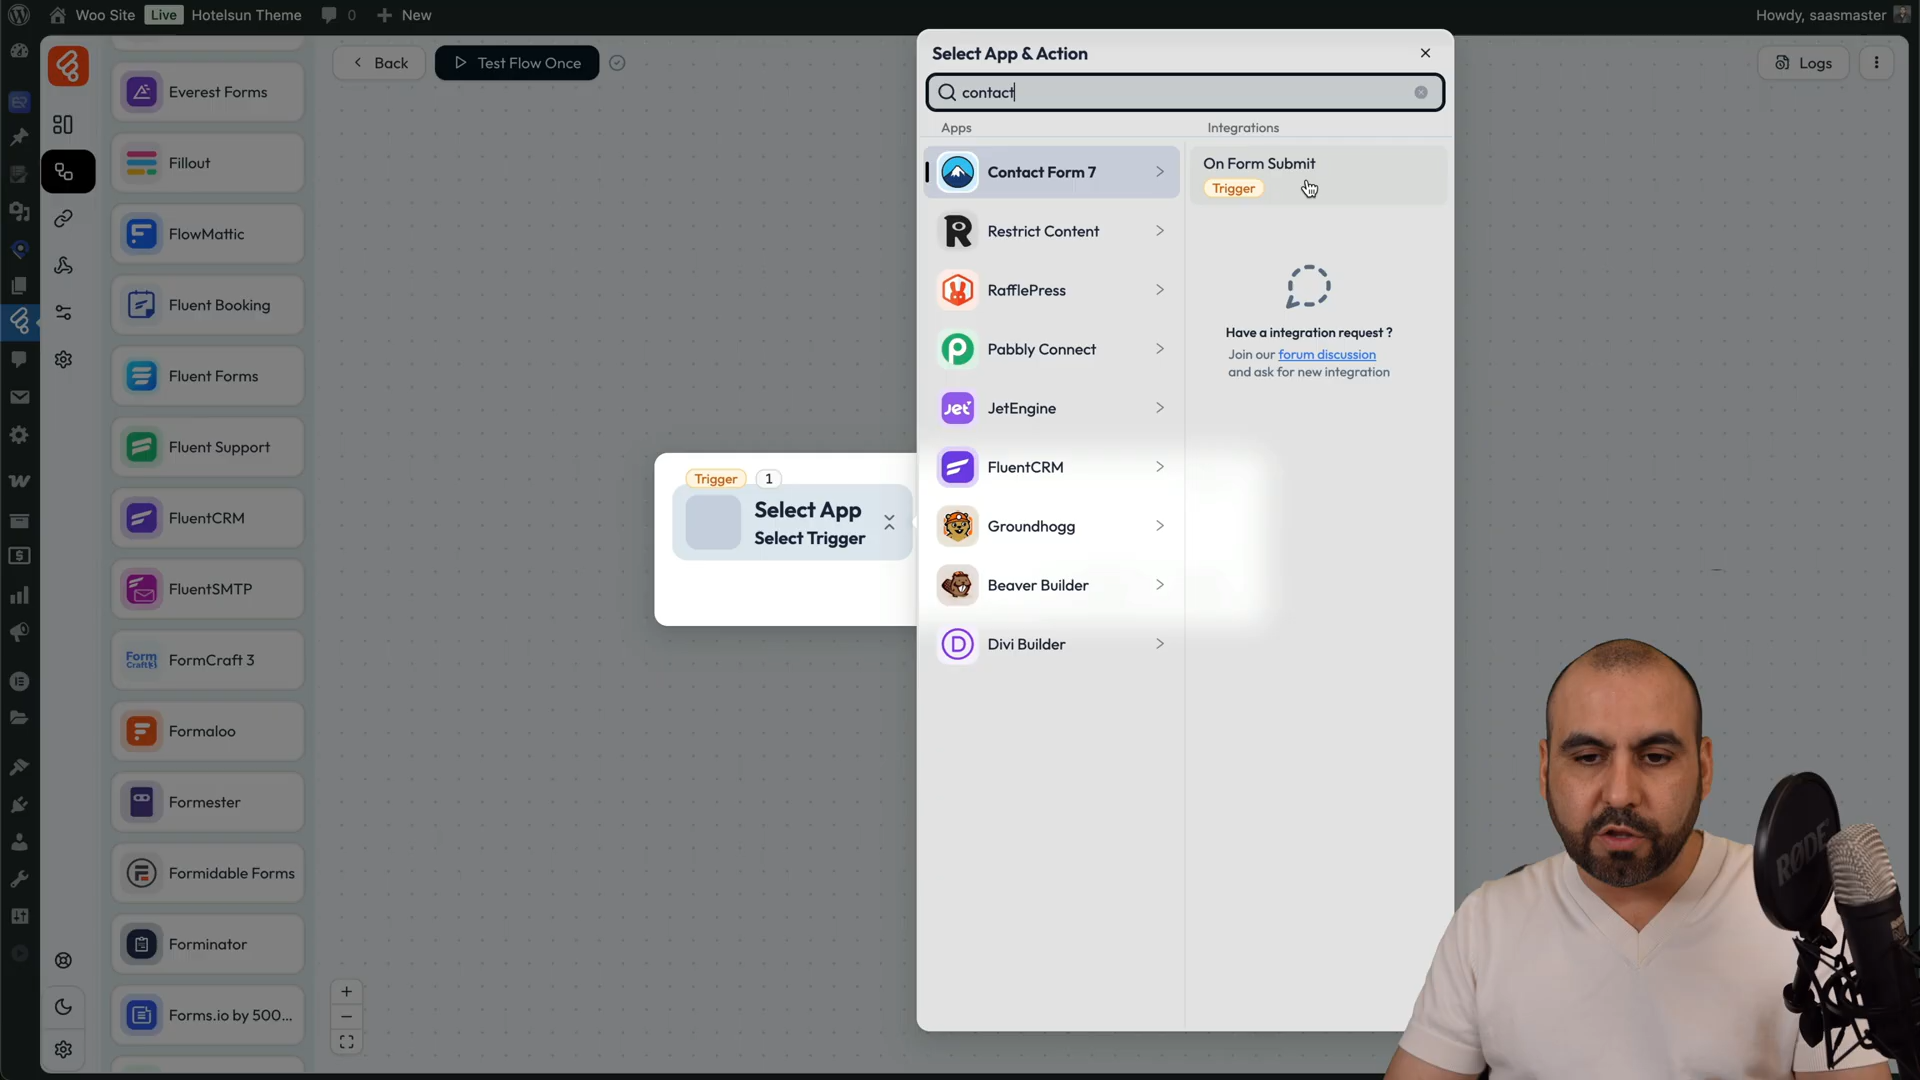 Woo Site
Live
Hotelsun Theme
0
New
Howdy, saasmaster
Everest Forms
Fillout
FlowMattic
Fluent Booking
Fluent Forms
Fluent Support
FluentCRM
FluentSMTP
Form
Craft3
FormCraft 3
Formaloo
Formester
Formidable Forms
Forminator
Forms.io by 500...
Back
Test Flow Once
Logs
Trigger
1
Select App
Select Trigger
Select App & Action
contact
Apps
Integrations
Contact Form 7
Restrict Content
RafflePress
Pabbly Connect
Jet
JetEngine
FluentCRM
Groundhogg
Beaver Builder
Divi Builder
On Form Submit
Trigger
Have a integration request ?
Join our forum discussion
and ask for new integration
RØDE